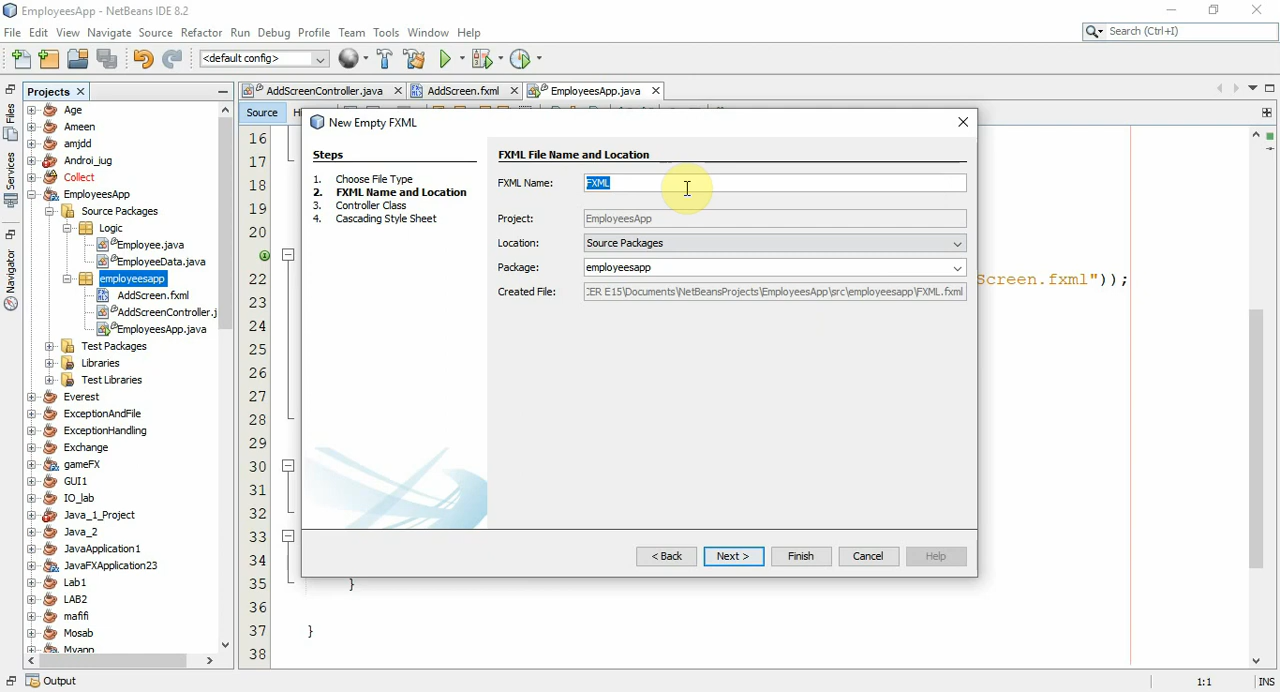 EmployeesApp - NetBeans IDE 8.2
File Edit View Navigate Source Refactor Run Debug Profile Team Tools Window Help
Search (Ctrl+I)
<default config>
Projects
AddScreenController.java
AddScreen.fxml
EmployeesApp.java
Files
Services
Navigator
Source
H
Age
Ameen
amjdd
Androi_jug
Collect
EmployeesApp
Source Packages
Logic
Employee.java
EmployeeData.java
employeesapp
AddScreen.fxml
AddScreenController.j
EmployeesApp.java
Test Packages
Libraries
Test Libraries
Everest
ExceptionAndFile
ExceptionHandling
Exchange
gameFX
GUI1
IO_lab
Java_1_Project
Java_2
JavaApplication1
JavaFXApplication23
Lab1
LAB2
mafifi
Mosab
Myapp
16
17
18
19
20
22
Screen.fxml"));
23
24
25
26
27
28
29
30
31
32
33
34
35 }
36
37 }
38
New Empty FXML
Steps
1. Choose File Type
2. FXML Name and Location
3. Controller Class
4. Cascading Style Sheet
FXML File Name and Location
FXML Name: FXML
Project: EmployeesApp
Location: Source Packages
Package: employeesapp
Created File: :ER E15\Documents\NetBeansProjects\EmployeesApp\src\employeesapp\FXML.fxml
< Back
Next >
Finish
Cancel
Help
Output
1:1
INS